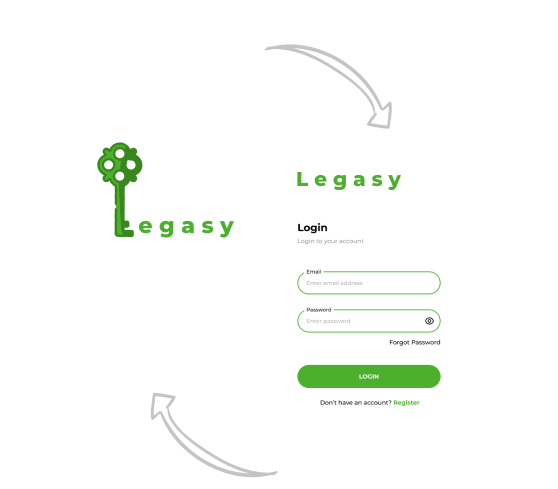 Legasy
Legasy
Login
Login to your account
Email
Enter email address
Password
Enter password
Forgot Password
LOGIN
Don't have an account? Register